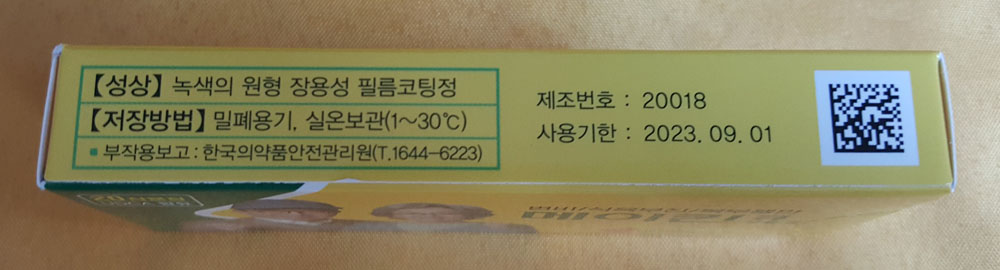 【성상】 녹색의 원형 장용성 필름코팅정
【저장방법】 밀폐용기, 실온보관(1~30℃)
▪ 부작용보고 : 한국의약품안전관리원(T.1644-6223)
제조번호 : 20018
사용기한 : 2023. 09. 01